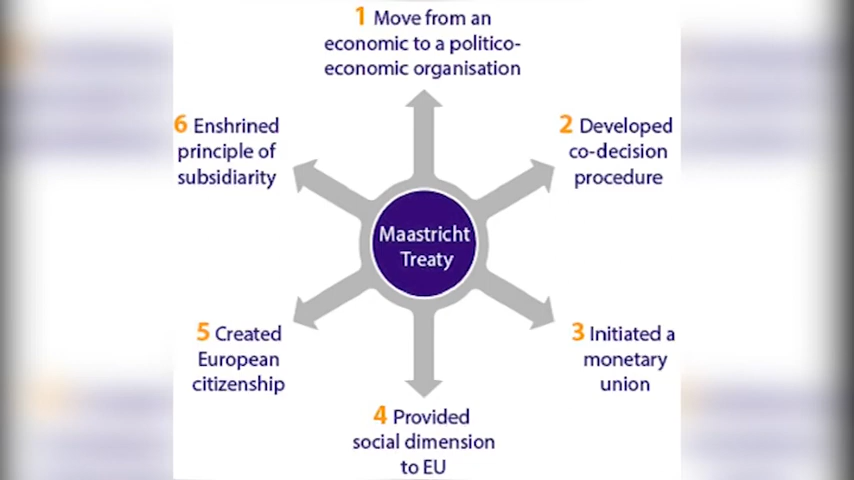 1 Move from an
economic to a politico-
economic organisation
2 Developed
co-decision
procedure
3 Initiated a
monetary
union
4 Provided
social dimension
to EU
5 Created
European
citizenship
6 Enshrined
principle of
subsidiarity
Maastricht
Treaty